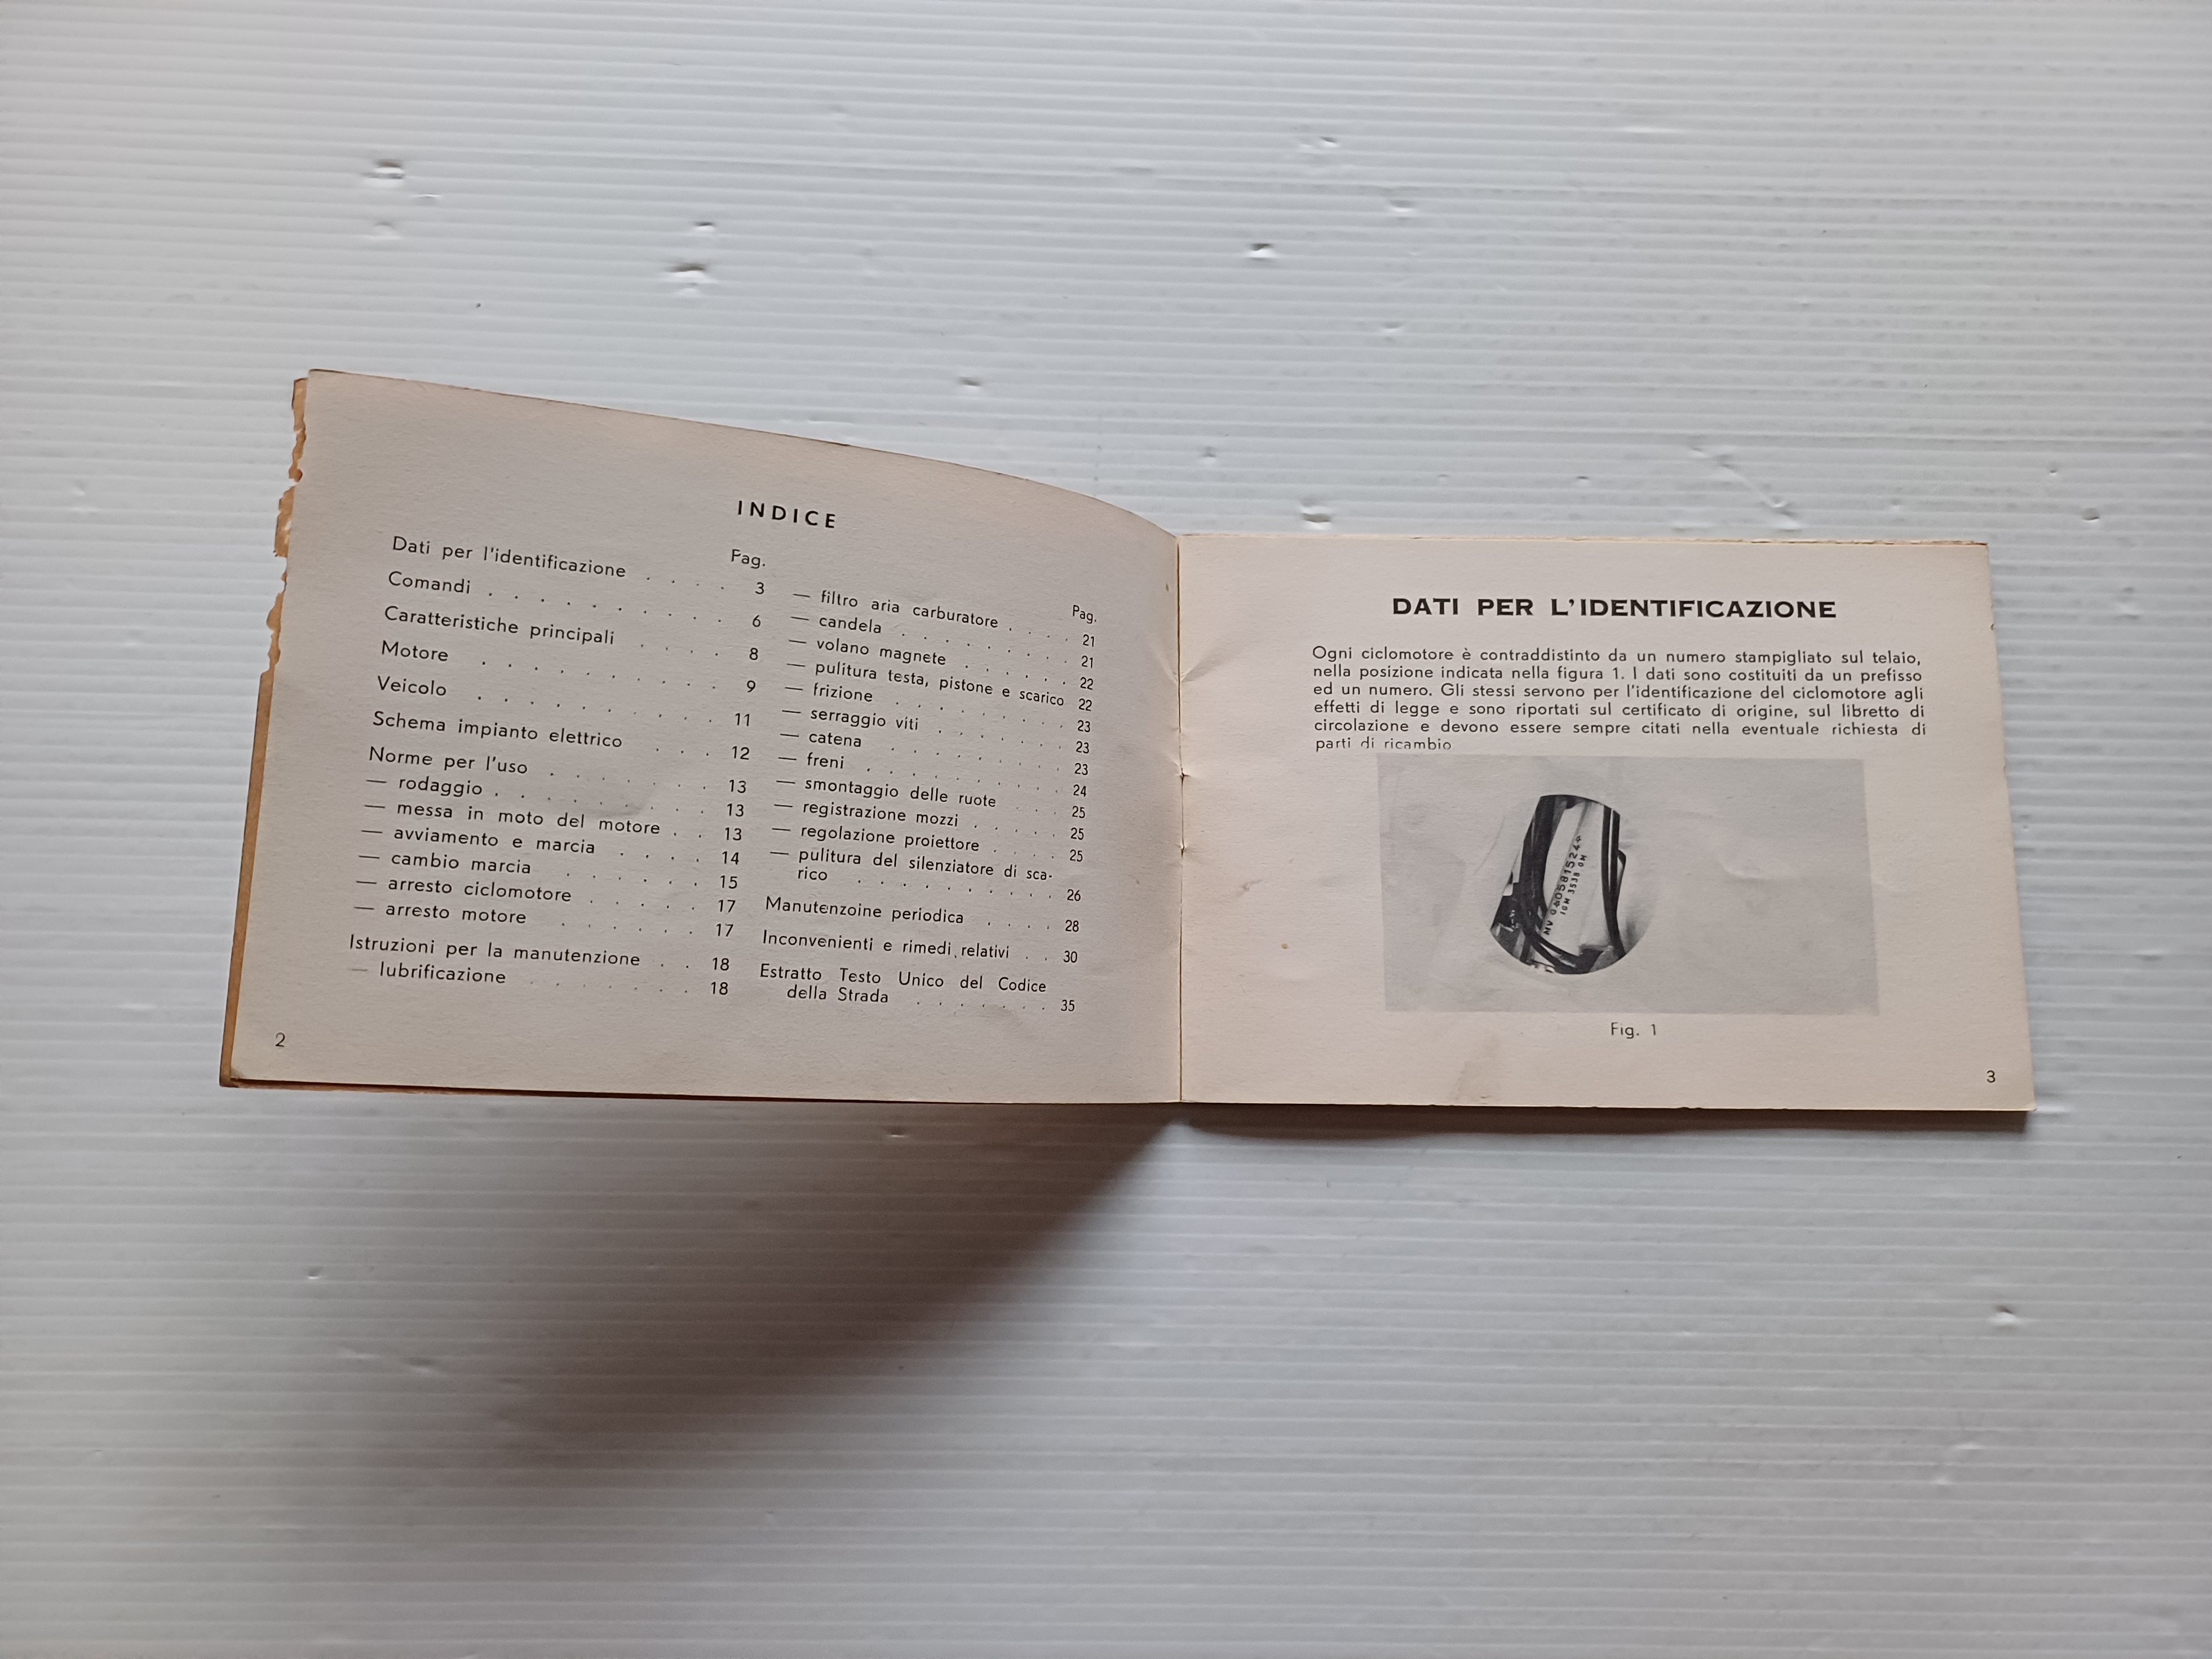 INDICE
Pag.
Dati per l'identificazione . . . . 3
Comandi . . . . . . . . 6
Caratteristiche principali . . . . 8
Motore . . . . . . . . 9
Veicolo . . . . . . . . 11
Schema impianto elettrico . . . 12
Norme per l'uso . . . . . . 13
— rodaggio . . . . . . . 13
— messa in moto del motore . . 13
— avviamento e marcia . . . . 14
— cambio marcia . . . . . . 15
— arresto ciclomotore . . . . . 17
— arresto motore . . . . . . 17
Istruzioni per la manutenzione . . 18
— lubrificazione . . . . . . . 18
2
Pag.
— filtro aria carburatore . . . . 21
— candela . . . . . . . . 21
— volano magnete . . . . . . 22
— pulitura testa, pistone e scarico 22
— frizione . . . . . . . . 23
— serraggio viti . . . . . . . 23
— catena . . . . . . . . 23
— freni . . . . . . . . . 24
— smontaggio delle ruote . . . 25
— registrazione mozzi . . . . . 25
— regolazione proiettore . . . . 25
— pulitura del silenziatore di sca-
rico . . . . . . . . . 26
Manutenzoine periodica . . . . 28
Inconvenienti e rimedi relativi . . 30
Estratto Testo Unico del Codice
della Strada . . . . . . . 35
DATI PER L'IDENTIFICAZIONE
Ogni ciclomotore è contraddistinto da un numero stampigliato sul telaio,
nella posizione indicata nella figura 1. I dati sono costituiti da un prefisso
ed un numero. Gli stessi servono per l'identificazione del ciclomotore agli
effetti di legge e sono riportati sul certificato di origine, sul libretto di
circolazione e devono essere sempre citati nella eventuale richiesta di
parti di ricambio
IGM 3538 OM
Fig. 1
3